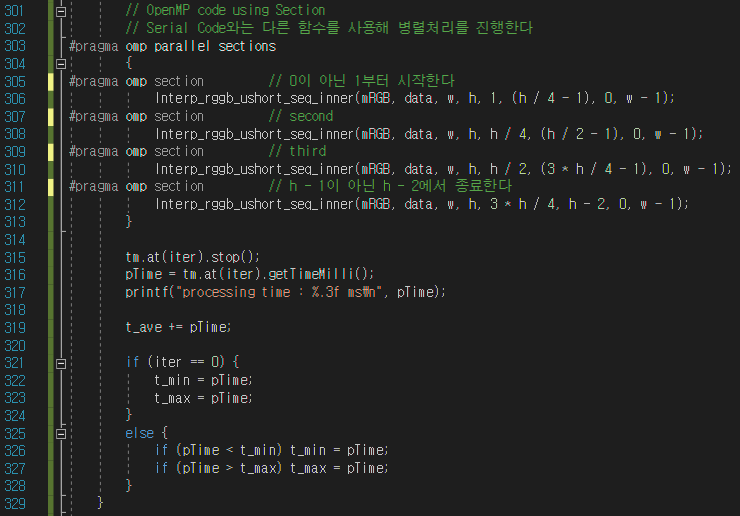 301 // OpenMP code using Section
302 // Serial Code와는 다른 함수를 사용해 병렬처리를 진행한다
303 #pragma omp parallel sections
304 {
305 #pragma omp section // 0이 아닌 1부터 시작한다
306 Interp_rggb_ushort_seq_inner(mRGB, data, w, h, 1, (h / 4 - 1), 0, w - 1);
307 #pragma omp section // second
308 Interp_rggb_ushort_seq_inner(mRGB, data, w, h, h / 4, (h / 2 - 1), 0, w - 1);
309 #pragma omp section // third
310 Interp_rggb_ushort_seq_inner(mRGB, data, w, h, h / 2, (3 * h / 4 - 1), 0, w - 1);
311 #pragma omp section // h - 1이 아닌 h - 2에서 종료한다
312 Interp_rggb_ushort_seq_inner(mRGB, data, w, h, 3 * h / 4, h - 2, 0, w - 1);
313 }
314
315 tm.at(iter).stop();
316 pTime = tm.at(iter).getTimeMilli();
317 printf("processing time : %.3f ms₩n", pTime);
318
319 t_ave += pTime;
320
321 if (iter == 0) {
322 t_min = pTime;
323 t_max = pTime;
324 }
325 else {
326 if (pTime < t_min) t_min = pTime;
327 if (pTime > t_max) t_max = pTime;
328 }
329 }